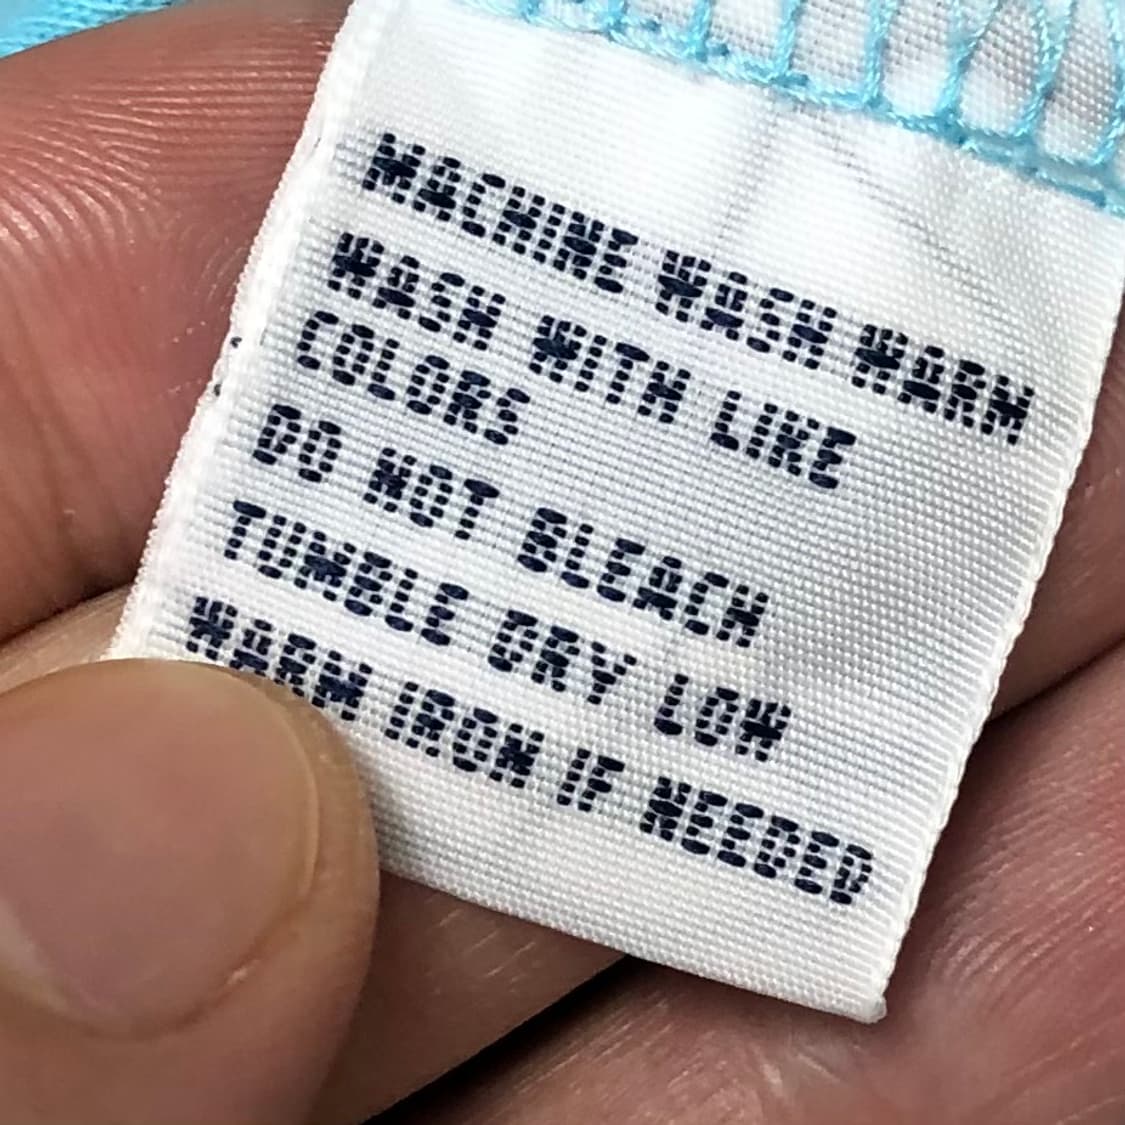 MACHINE WASH WARM
WASH WITH LIKE
COLORS
DO NOT BLEACH
TUMBLE DRY LOW
WARM IRON IF NEEDED